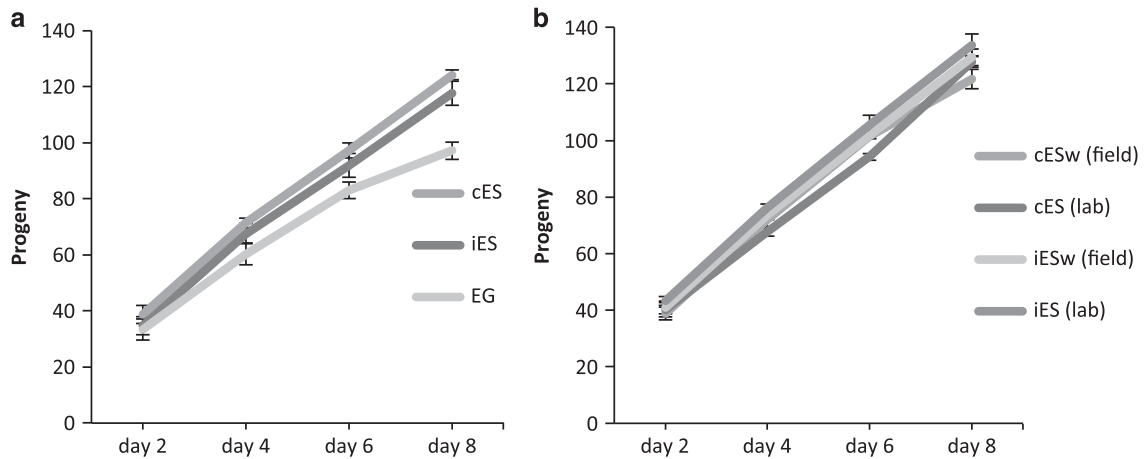 a
140
120
100
80
60
40
20
0
Progeny
day 2 day 4 day 6 day 8
cES
iES
EG
b
140
120
100
80
60
40
20
0
Progeny
day 2 day 4 day 6 day 8
cESw (field)
cES (lab)
iESw (field)
iES (lab)